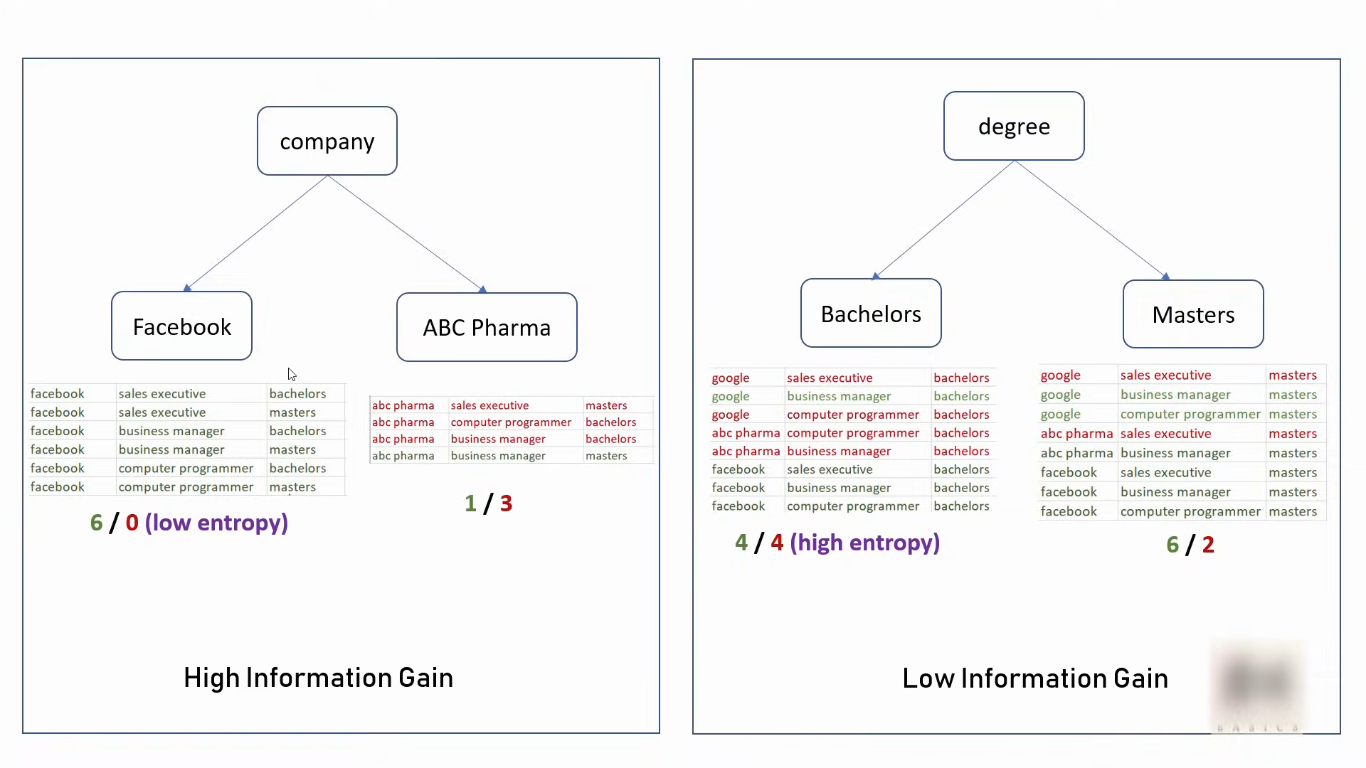 company
Facebook
ABC Pharma
facebook sales executive bachelors
facebook sales executive masters
facebook business manager bachelors
facebook business manager masters
facebook computer programmer bachelors
facebook computer programmer masters
6 / 0 (low entropy)
abc pharma sales executive masters
abc pharma computer programmer bachelors
abc pharma business manager bachelors
abc pharma business manager masters
1 / 3
High Information Gain
degree
Bachelors
Masters
google sales executive bachelors
google business manager bachelors
google computer programmer bachelors
abc pharma computer programmer bachelors
abc pharma business manager bachelors
facebook sales executive bachelors
facebook business manager bachelors
facebook computer programmer bachelors
4 / 4 (high entropy)
google sales executive masters
google business manager masters
google computer programmer masters
abc pharma sales executive masters
abc pharma business manager masters
facebook sales executive masters
facebook business manager masters
facebook computer programmer masters
6 / 2
Low Information Gain
BASICS